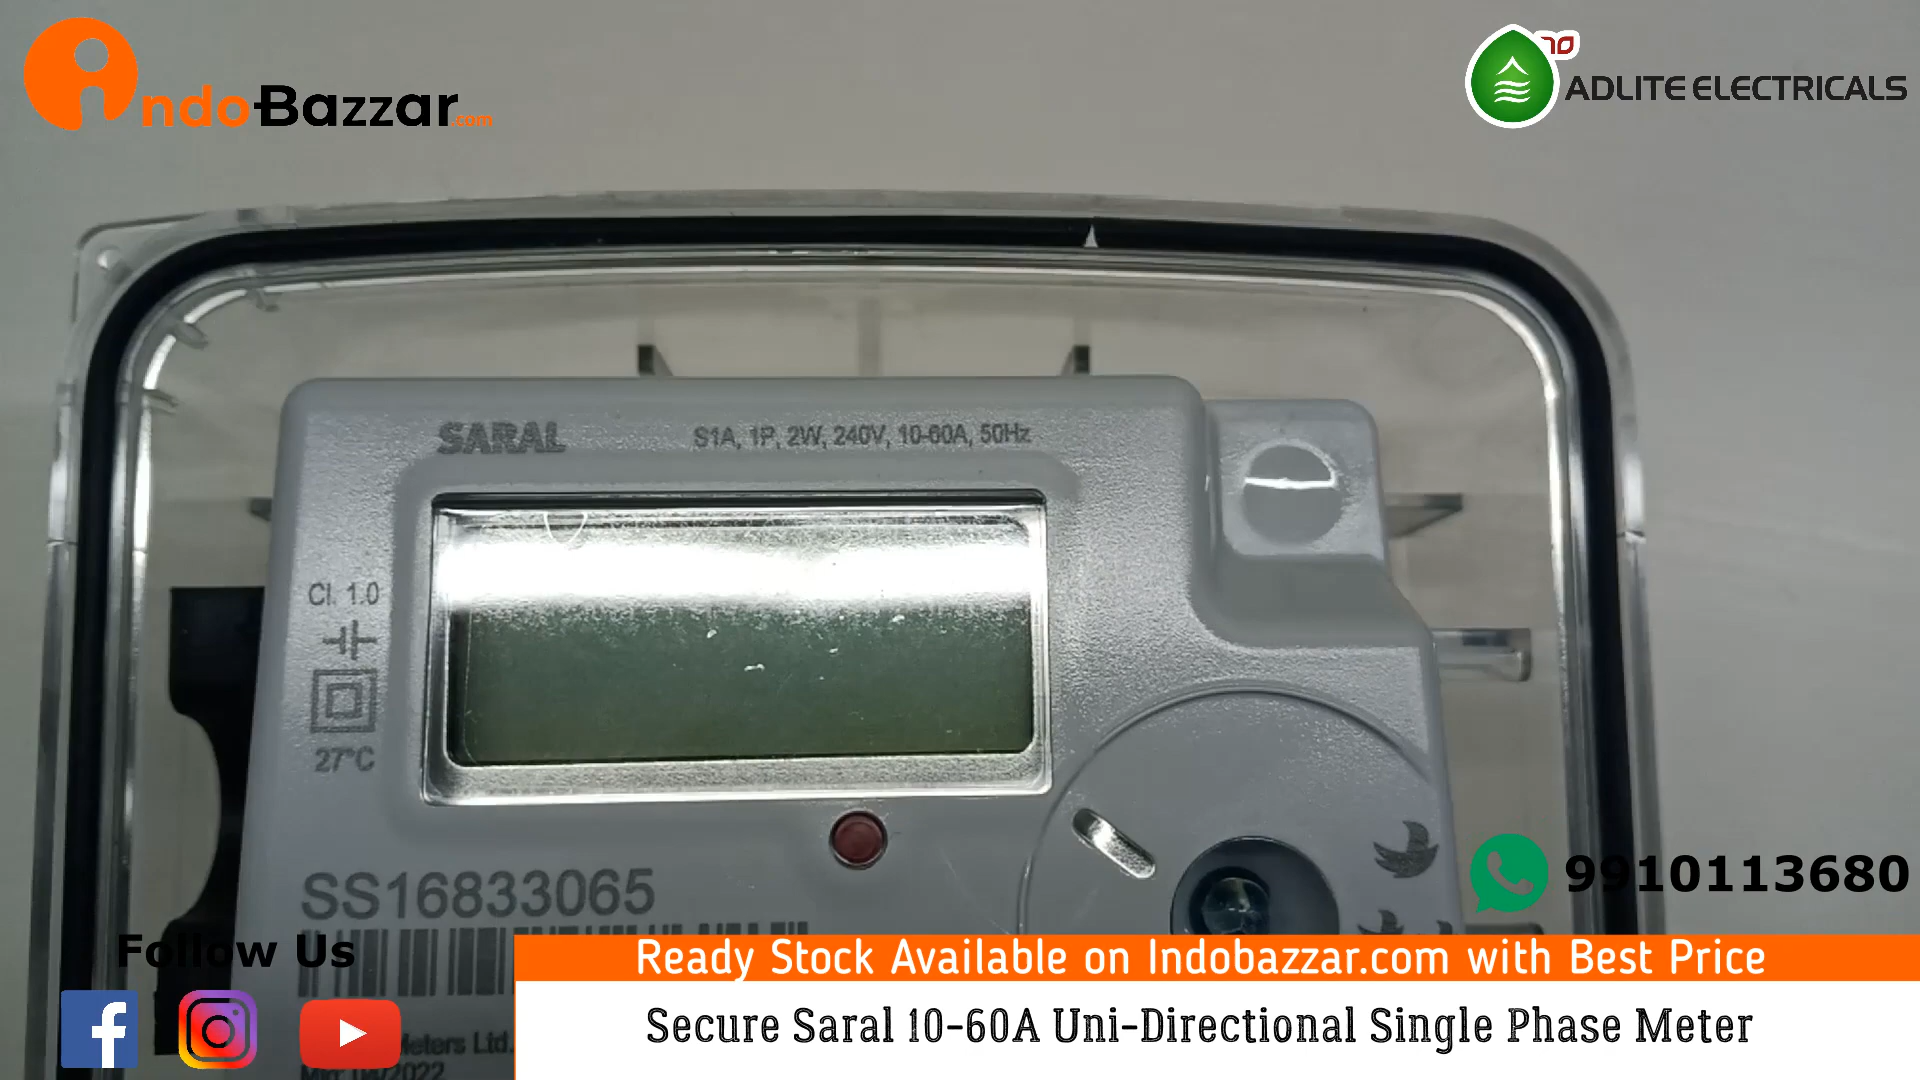 indoBazzar.com
ADLITE ELECTRICALS
SARAL
S1A, 1P, 2W, 240V, 10-60A, 50Hz
Cl. 1.0
27°C
SS16833065
9910113680
Follow Us
Ready Stock Available on Indobazzar.com with Best Price
Secure Saral 10-60A Uni-Directional Single Phase Meter
Meters Ltd.